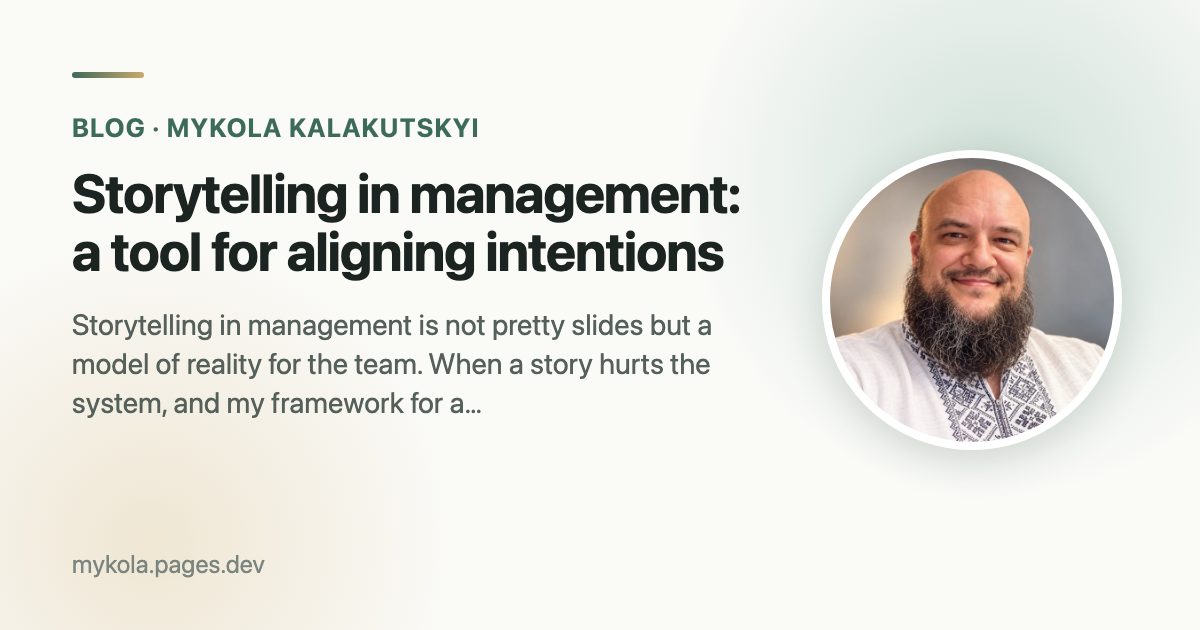 BLOG · MYKOLA KALAKUTSKYI
Storytelling in management:
a tool for aligning intentions
Storytelling in management is not pretty slides but a
model of reality for the team. When a story hurts the
system, and my framework for a...
mykola.pages.dev